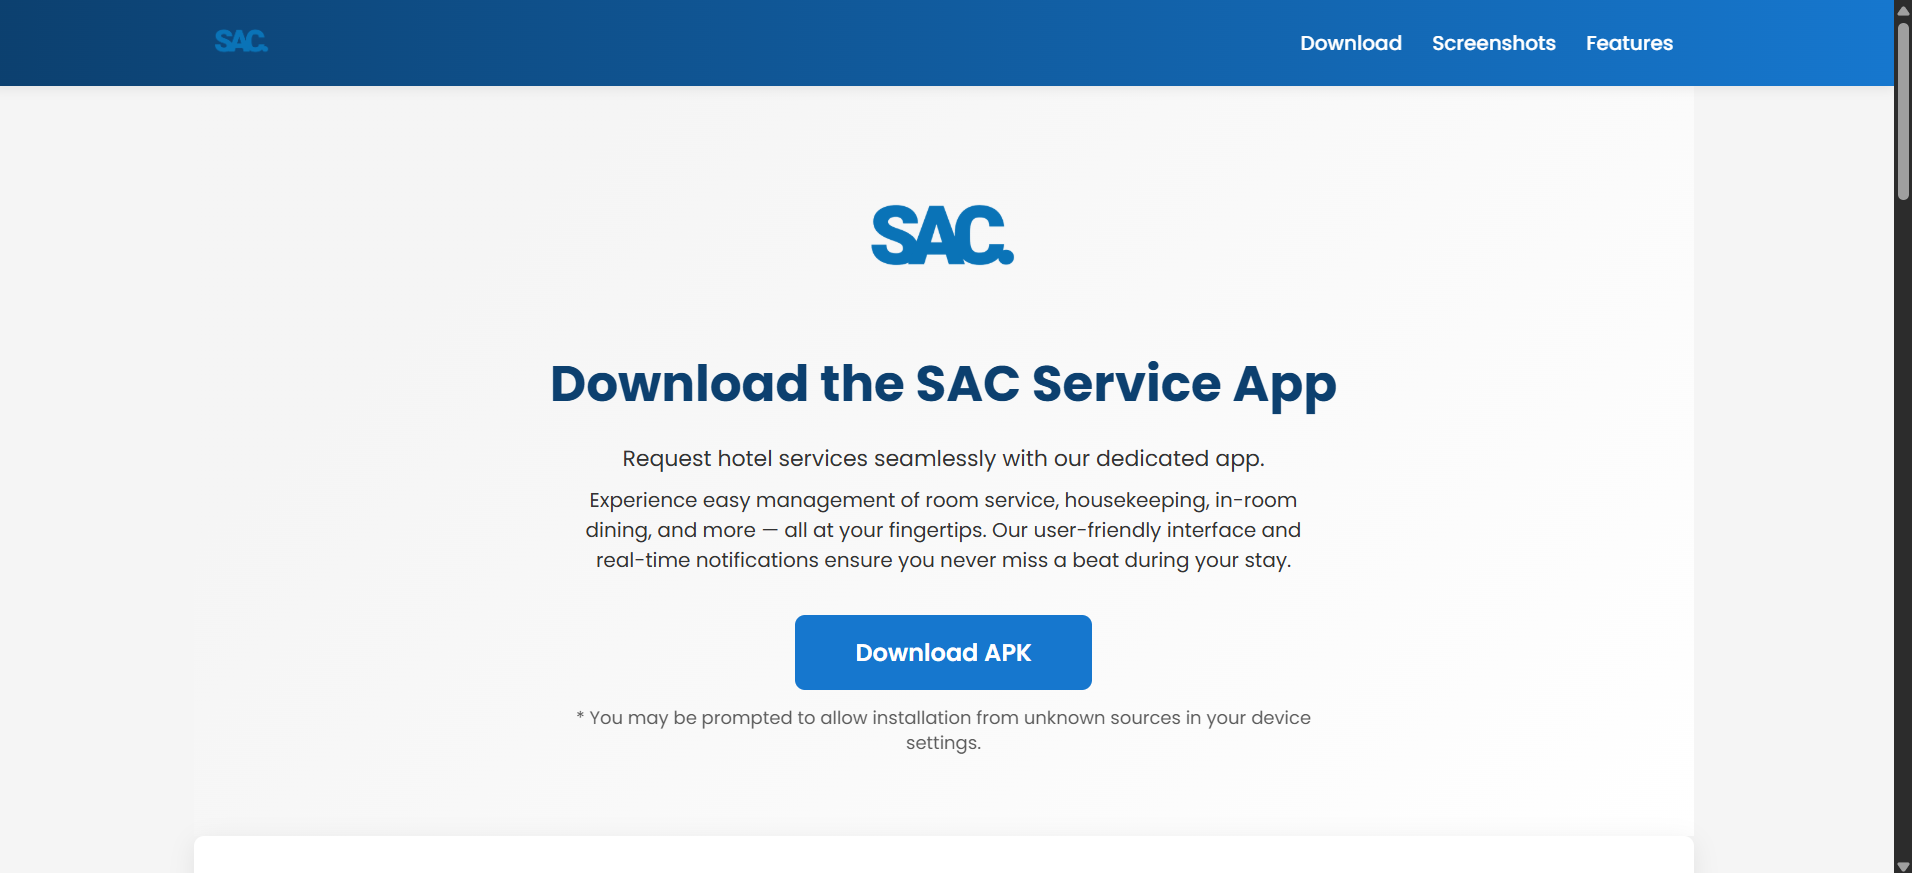 SAC.
Download
Screenshots
Features
SAC.
Download the SAC Service App
Request hotel services seamlessly with our dedicated app.
Experience easy management of room service, housekeeping, in-room
dining, and more — all at your fingertips. Our user-friendly interface and
real-time notifications ensure you never miss a beat during your stay.
Download APK
* You may be prompted to allow installation from unknown sources in your device
settings.